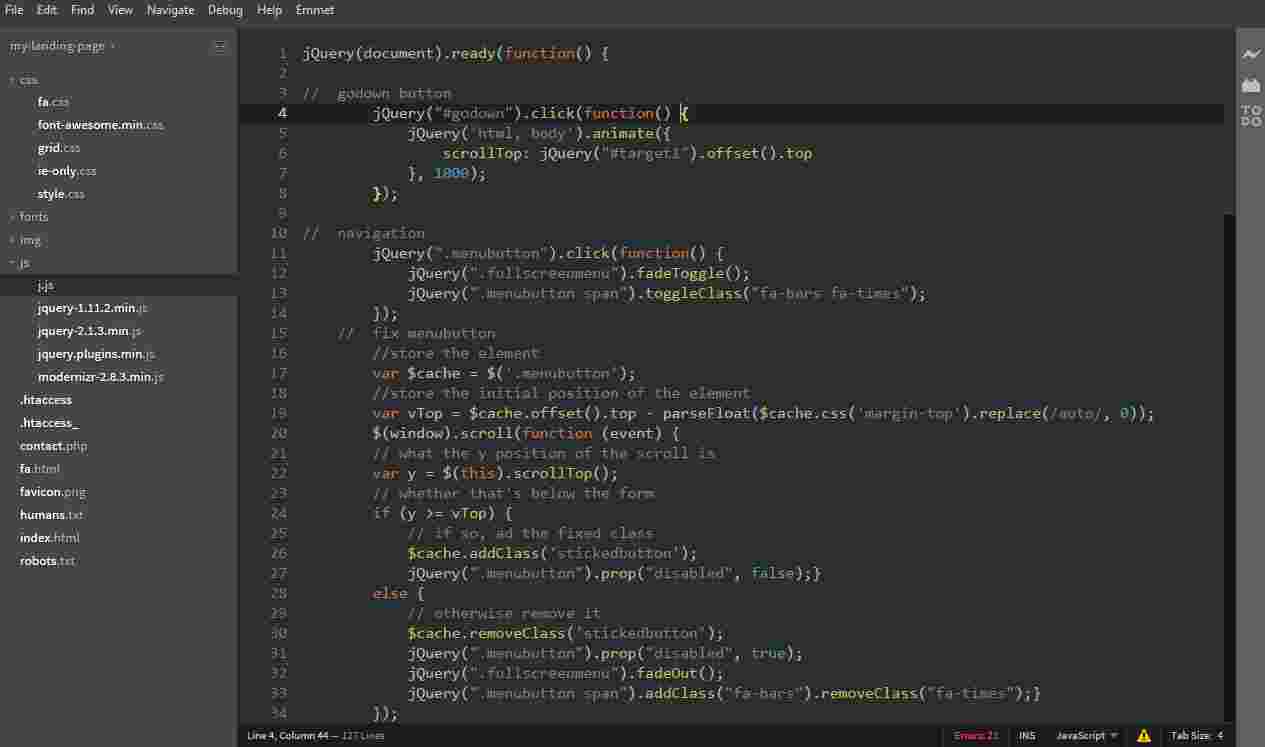 File Edit Find View Navigate Debug Help Emmet
my-landing-page
css
fa.css
font-awesome.min.css
grid.css
ie-only.css
style.css
fonts
img
js
j.js
jquery-1.11.2.min.js
jquery-2.1.3.min.js
jquery.plugins.min.js
modernizr-2.8.3.min.js
.htaccess
.htaccess_
contact.php
fa.html
favicon.png
humans.txt
index.html
robots.txt
1 jQuery(document).ready(function() {
2
3 // godown button
4 jQuery("#godown").click(function() {
5 jQuery('html, body').animate({
6 scrollTop: jQuery("#target1").offset().top
7 }, 1800);
8 });
9
10 // navigation
11 jQuery(".menubutton").click(function() {
12 jQuery(".fullscreenmenu").fadeToggle();
13 jQuery(".menubutton span").toggleClass("fa-bars fa-times");
14 });
15 // fix menubutton
16 //store the element
17 var $cache = $('.menubutton');
18 //store the initial position of the element
19 var vTop = $cache.offset().top - parseFloat($cache.css('margin-top').replace(/auto/, 0));
20 $(window).scroll(function (event) {
21 // what the y position of the scroll is
22 var y = $(this).scrollTop();
23 // whether that's below the form
24 if (y >= vTop) {
25 // if so, ad the fixed class
26 $cache.addClass('stickedbutton');
27 jQuery(".menubutton").prop("disabled", false);}
28 else {
29 // otherwise remove it
30 $cache.removeClass('stickedbutton');
31 jQuery(".menubutton").prop("disabled", true);
32 jQuery(".fullscreenmenu").fadeOut();
33 jQuery(".menubutton span").addClass("fa-bars").removeClass("fa-times");}
34 });
TO
DO
Line 4, Column 44 — 127 Lines
Errors: 21 INS JavaScript Tab Size: 4